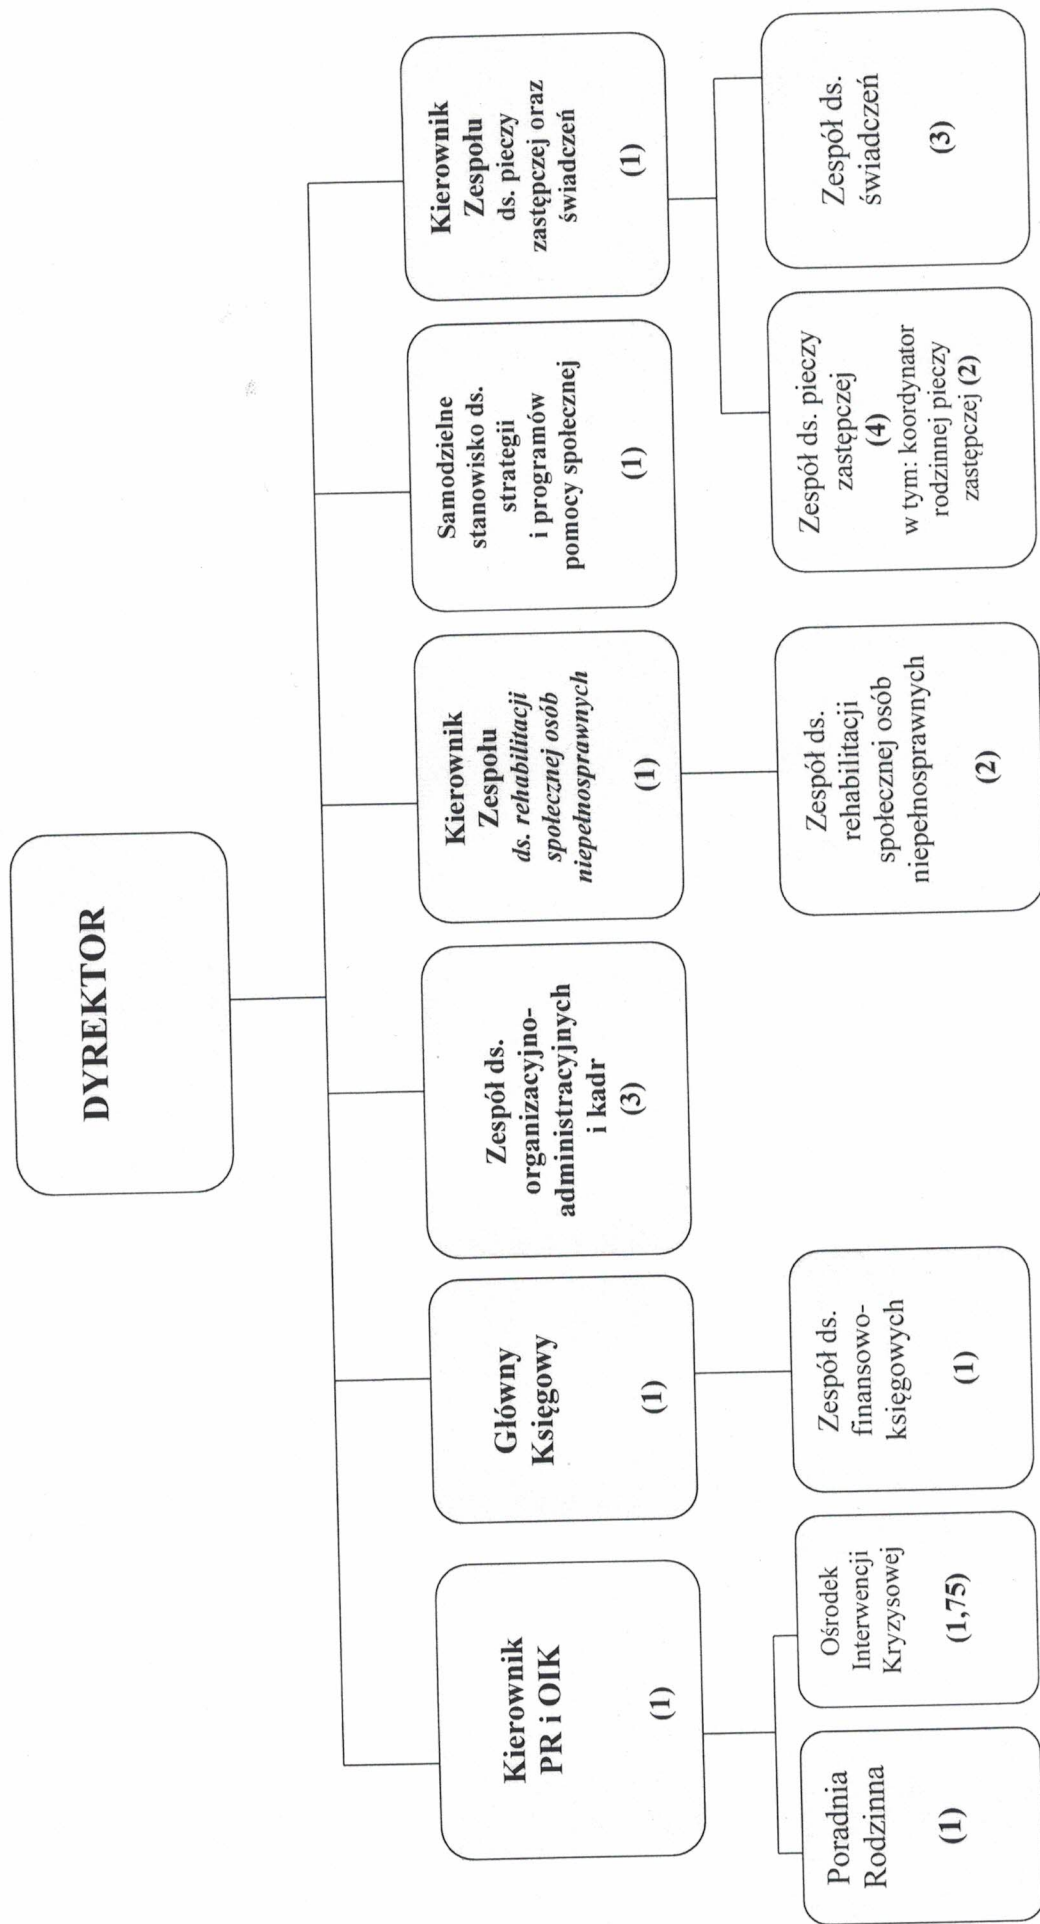 DYREKTOR
Kierownik
PR i OIK
(1)
Główny
Księgowy
(1)
Zespół ds.
organizacyjno-
administracyjnych
i kadr
(3)
Kierownik
Zespołu
ds. rehabilitacji
społecznej osób
niepełnosprawnych
(1)
Samodzielne
stanowisko ds.
strategii
i programów
pomocy społecznej
(1)
Kierownik
Zespołu
ds. pieczy
zastępczej oraz
świadczeń
(1)
Poradnia
Rodzinna
(1)
Ośrodek
Interwencji
Kryzysowej
(1,75)
Zespół ds.
finansowo-
księgowych
(1)
Zespół ds.
rehabilitacji
społecznej osób
niepełnosprawnych
(2)
Zespół ds. pieczy
zastępczej
(4)
w tym: koordynator
rodzinnej pieczy
zastępczej (2)
Zespół ds.
świadczeń
(3)